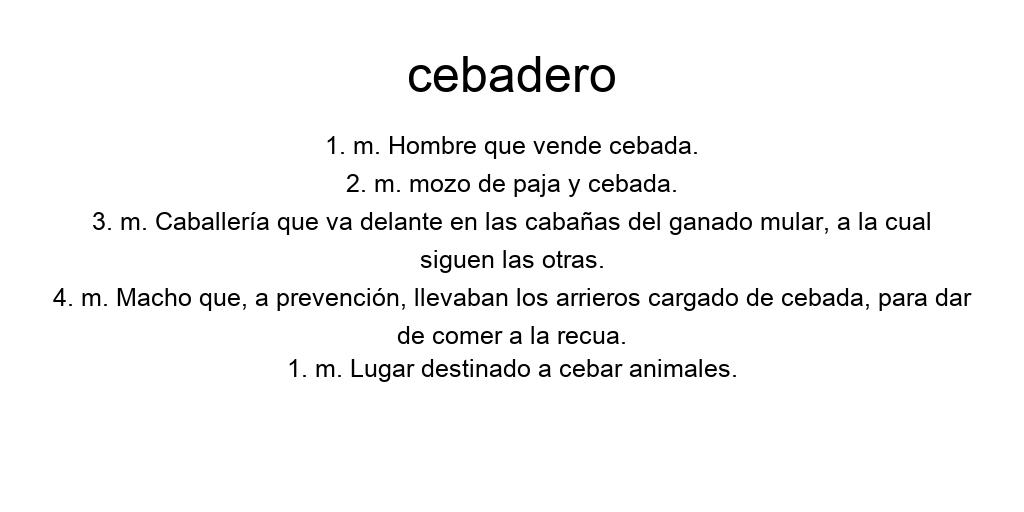 cebadero
1. m. Hombre que vende cebada.
2. m. mozo de paja y cebada.
3. m. Caballería que va delante en las cabañas del ganado mular, a la cual
siguen las otras.
4. m. Macho que, a prevención, llevaban los arrieros cargado de cebada, para dar
de comer a la recua.
1. m. Lugar destinado a cebar animales.